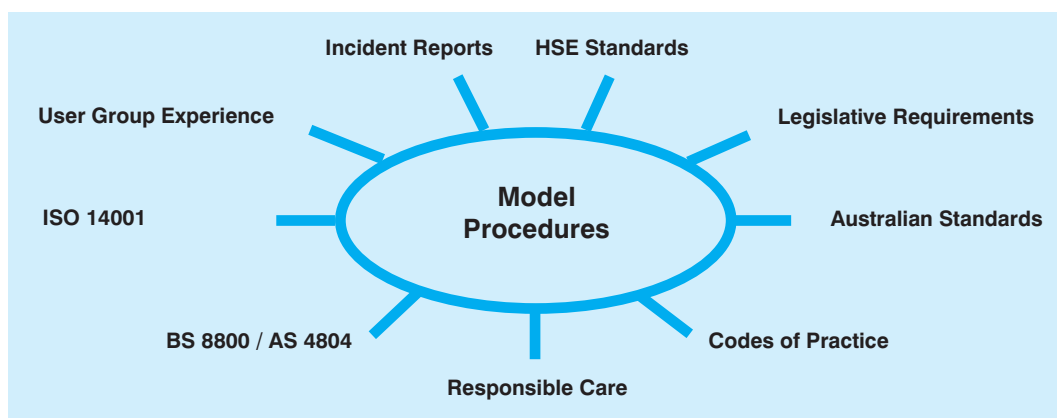 Incident Reports
HSE Standards
User Group Experience
Legislative Requirements
Model
Procedures
ISO 14001
Australian Standards
BS 8800 / AS 4804
Codes of Practice
Responsible Care